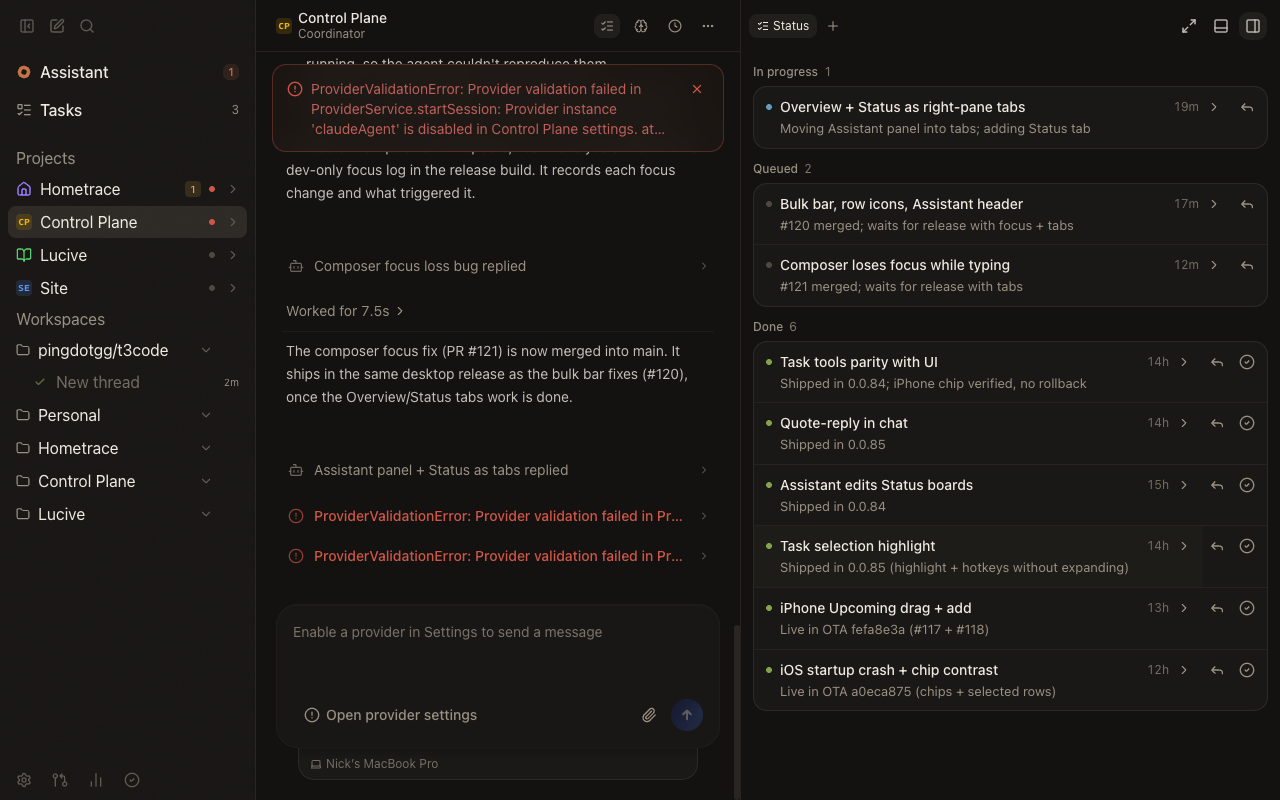 Assistant
1
Tasks
3
Projects
Hometrace
1
CP
Control Plane
Lucive
SE
Site
Workspaces
pingdotgg/t3code
New thread
2m
Personal
Hometrace
Control Plane
Lucive
CP
Control Plane
Coordinator
running, so the agent couldn't reproduce them.
ProviderValidationError: Provider validation failed in
ProviderService.startSession: Provider instance
'claudeAgent' is disabled in Control Plane settings. at...
dev-only focus log in the release build. It records each focus
change and what triggered it.
Composer focus loss bug replied
Worked for 7.5s
The composer focus fix (PR #121) is now merged into main. It
ships in the same desktop release as the bulk bar fixes (#120),
once the Overview/Status tabs work is done.
Assistant panel + Status as tabs replied
ProviderValidationError: Provider validation failed in Pr...
ProviderValidationError: Provider validation failed in Pr...
Enable a provider in Settings to send a message
Open provider settings
Nick's MacBook Pro
Status
In progress 1
Overview + Status as right-pane tabs
19m
Moving Assistant panel into tabs; adding Status tab
Queued 2
Bulk bar, row icons, Assistant header
17m
#120 merged; waits for release with focus + tabs
Composer loses focus while typing
12m
#121 merged; waits for release with tabs
Done 6
Task tools parity with UI
14h
Shipped in 0.0.84; iPhone chip verified, no rollback
Quote-reply in chat
14h
Shipped in 0.0.85
Assistant edits Status boards
15h
Shipped in 0.0.84
Task selection highlight
14h
Shipped in 0.0.85 (highlight + hotkeys without expanding)
iPhone Upcoming drag + add
13h
Live in OTA fefa8e3a (#117 + #118)
iOS startup crash + chip contrast
12h
Live in OTA a0eca875 (chips + selected rows)